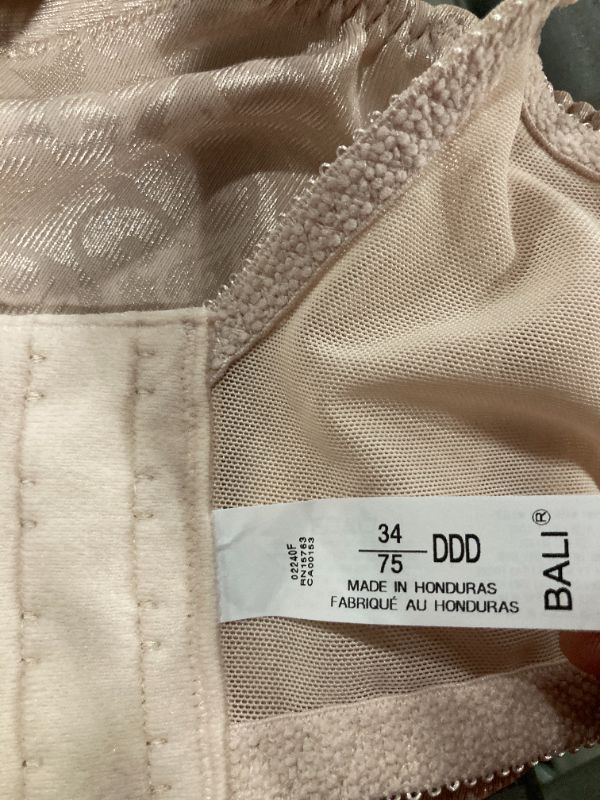 02240F
RN15763
CA00153
34
75
DDD
MADE IN HONDURAS
FABRIQUÉ AU HONDURAS
BALI®